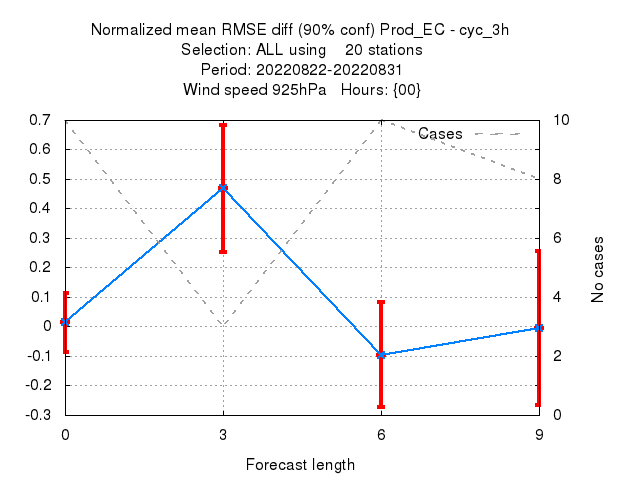 Normalized mean RMSE diff (90% conf) Prod_EC - cyc_3h
Selection: ALL using    20 stations
Period: 20220822-20220831
Wind speed 925hPa   Hours: {00}
Cases
0.7
0.6
0.5
0.4
0.3
0.2
0.1
0
-0.1
-0.2
-0.3
10
8
6
4
2
0
No cases
0 3 6 9
Forecast length